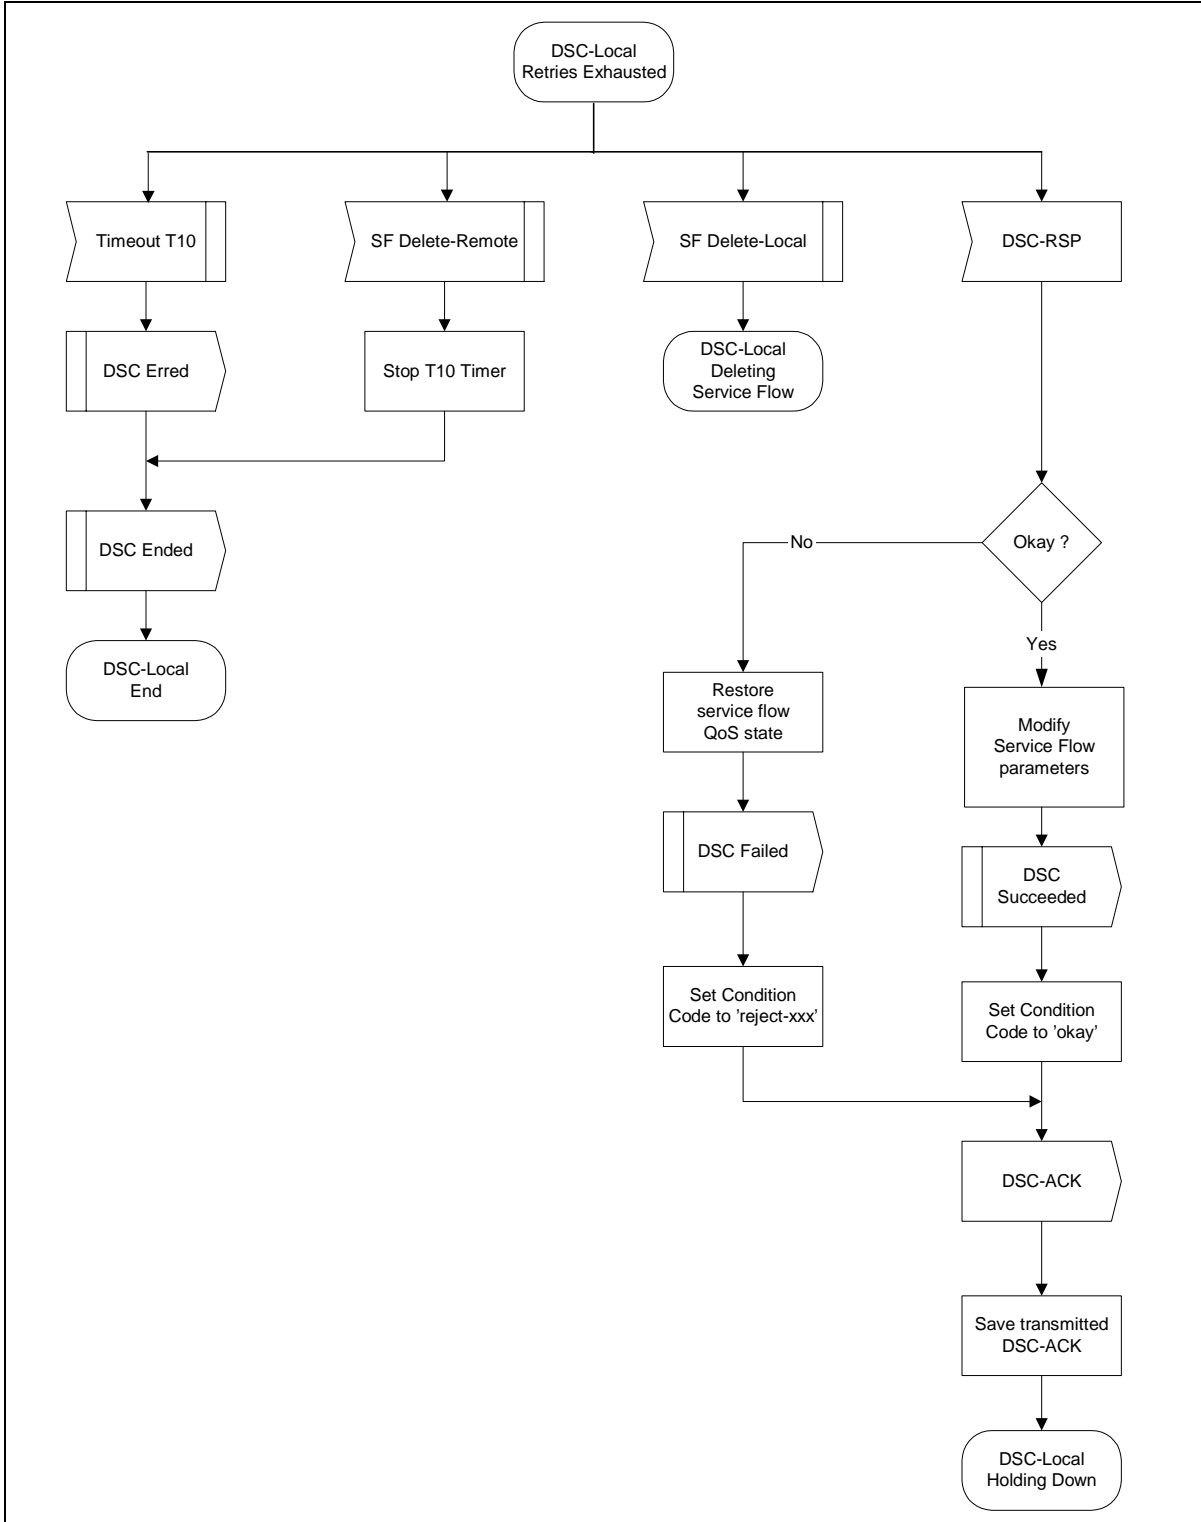 DSC-Local
Retries Exhausted
Timeout T10
SF Delete-Remote
SF Delete-Local
DSC-RSP
DSC Erred
Stop T10 Timer
DSC-Local
Deleting
Service Flow
DSC Ended
No
Okay ?
Yes
DSC-Local
End
Restore
service flow
QoS state
Modify
Service Flow
parameters
DSC Failed
DSC
Succeeded
Set Condition
Code to ’reject-xxx’
Set Condition
Code to ’okay’
DSC-ACK
Save transmitted
DSC-ACK
DSC-Local
Holding Down